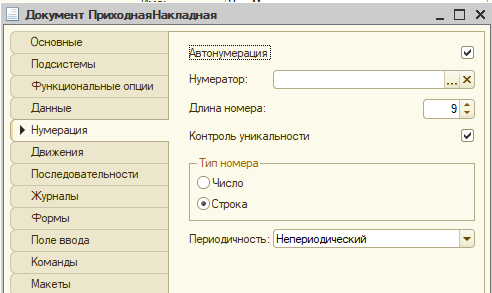 Документ ПриходнаяНакладная
Основные
Подсистемы
Функциональные опции
Данные
Нумерация
Движения
Последовательности
Журналы
Формы
Поле ввода
Команды
Макеты
Автонумерация
Нумератор:
Длина номера: 9
Контроль уникальности
Тип номера
Число
Строка
Периодичность: Непериодический